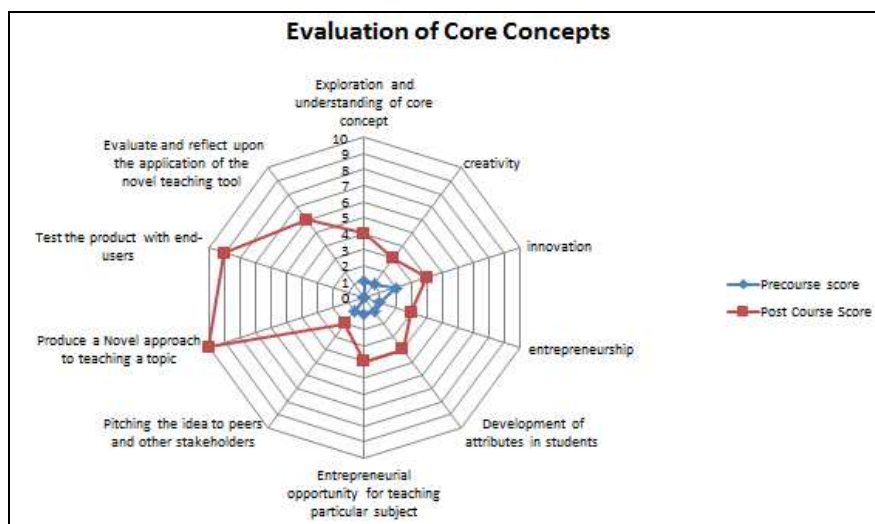 Evaluation of Core Concepts
Exploration and
understanding of core
concept
creativity
innovation
entrepreneurship
Development of
attributes in students
Entrepreneurial
opportunity for teaching
particular subject
Pitching the idea to peers
and other stakeholders
Produce a Novel approach
to teaching a topic
Test the product with end-
users
Evaluate and reflect upon
the application of the
novel teaching tool
10
9
8
7
6
5
4
3
2
1
0
Precourse score
Post Course Score